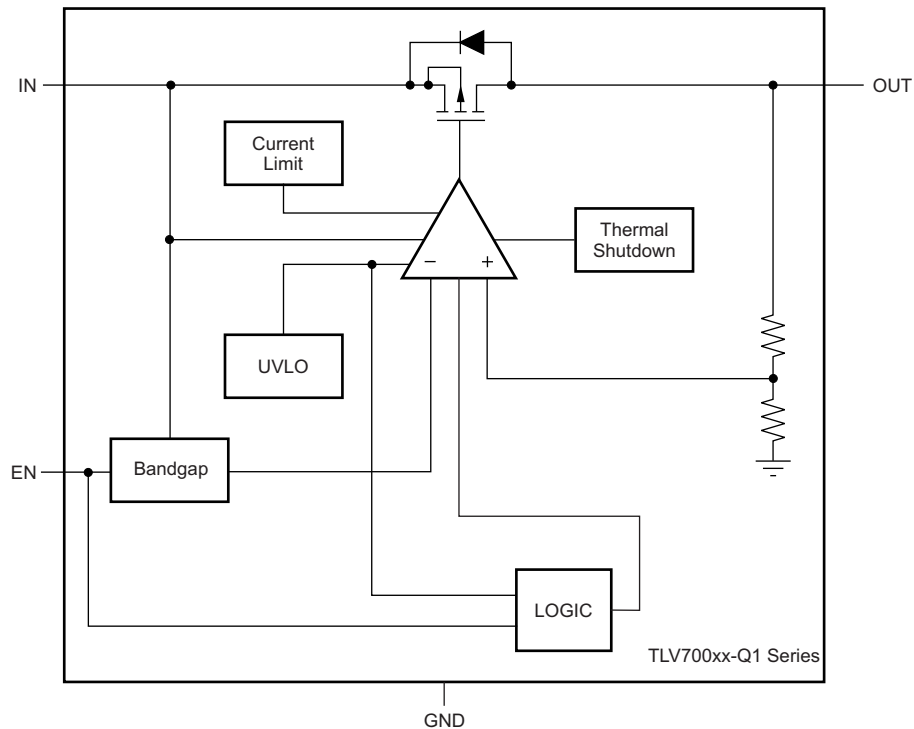 IN
OUT
Current
Limit
Thermal
Shutdown
−
+
UVLO
EN
Bandgap
LOGIC
TLV700xx-Q1 Series
GND